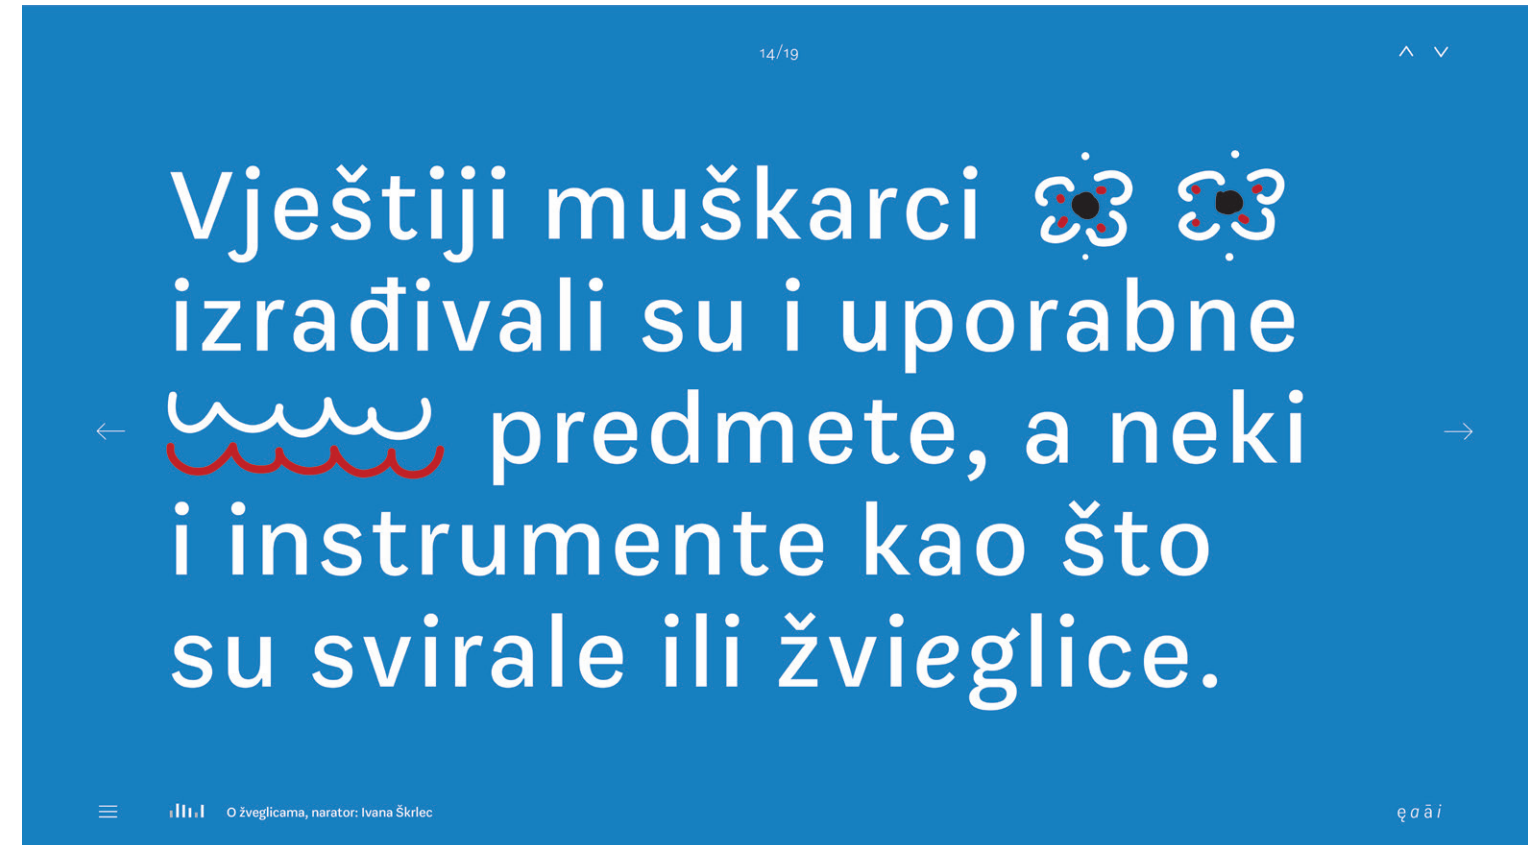 14/19
Vještiji muškarci
izrađivali su i uporabne
predmete, a neki
i instrumente kao što
su svirale ili žvieglice.
O žveglicama, narator: Ivana Škrlec
ę a ā i